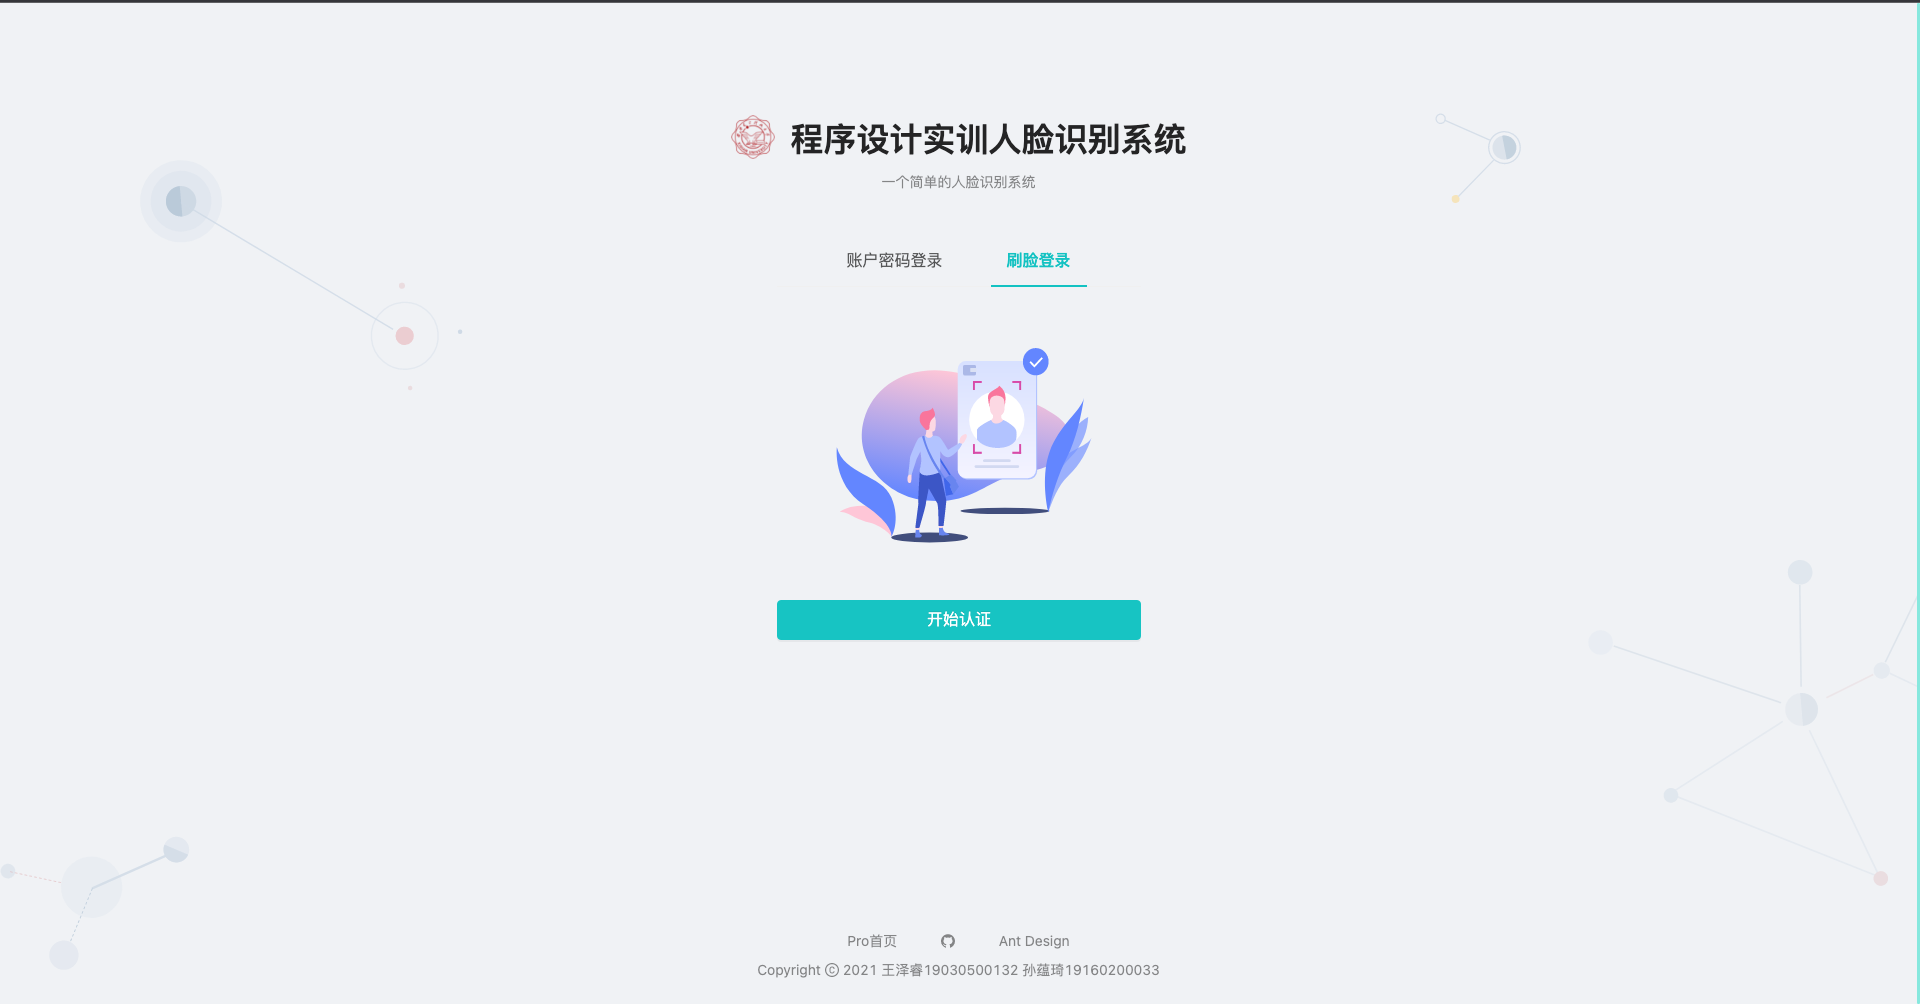 程序设计实训人脸识别系统
一个简单的人脸识别系统
账户密码登录 刷脸登录
开始认证
Pro首页 Ant Design
Copyright © 2021 王泽睿19030500132 孙蕴琦19160200033